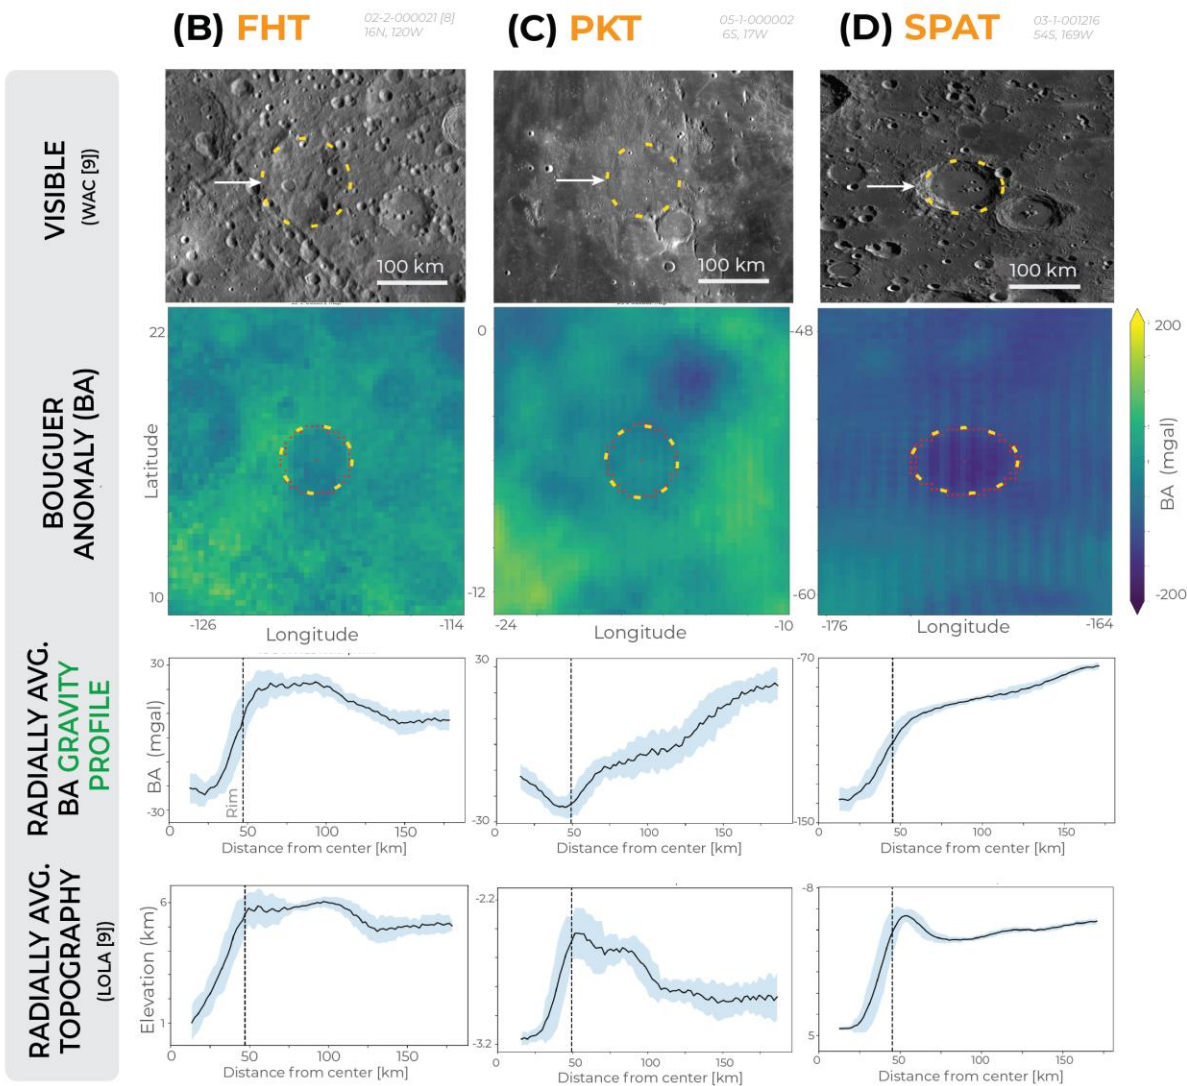 (B) FHT
02-2-000021 [8]
16N, 120W
(C) PKT
05-1-000002
6S, 17W
(D) SPAT
03-1-001216
54S, 169W
VISIBLE
(WAC [9])
100 km
100 km
100 km
BOUGUER
ANOMALY (BA)
Latitude
22
10
-126
-114
Longitude
0
-12
-24
-10
Longitude
-48
-60
-176
-164
Longitude
200
-200
BA (mgal)
RADIALLY AVG.
BA GRAVITY
PROFILE
BA (mgal)
30
-30
Rim
0 50 100 150
Distance from center [km]
30
-30
0 50 100 150
Distance from center [km]
-70
-150
0 50 100 150
Distance from center [km]
RADIALLY AVG.
TOPOGRAPHY
(LOLA [9])
Elevation (km)
6
1
0 50 100 150
Distance from center [km]
-2.2
-3.2
0 50 100 150
Distance from center [km]
-8
5
0 50 100 150
Distance from center [km]